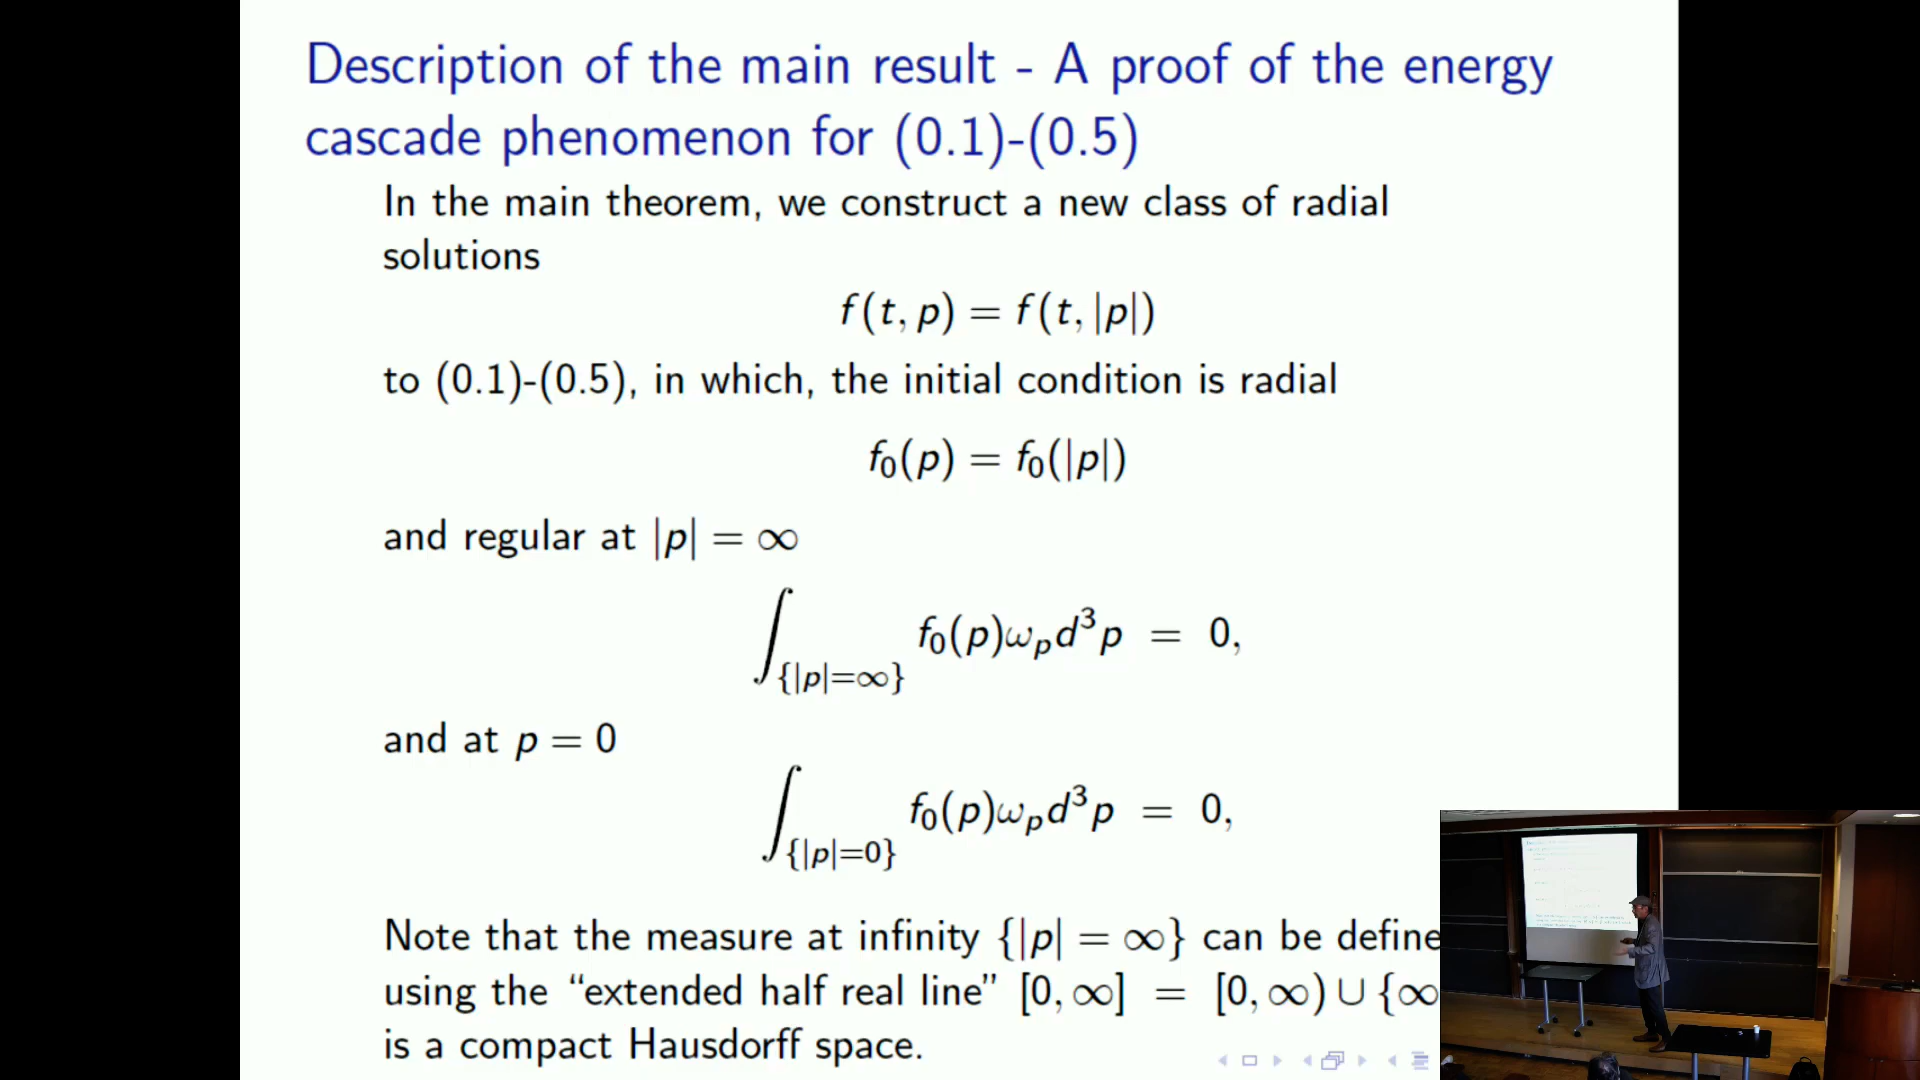 Description of the main result - A proof of the energy
cascade phenomenon for (0.1)-(0.5)
In the main theorem, we construct a new class of radial
solutions
f(t, p) = f(t, |p|)
to (0.1)-(0.5), in which, the initial condition is radial
f₀(p) = f₀(|p|)
and regular at |p| = ∞
∫_{|p|=∞} f₀(p)ω_p d³p = 0,
and at p = 0
∫_{|p|=0} f₀(p)ω_p d³p = 0,
Note that the measure at infinity {|p| = ∞} can be define
using the “extended half real line” [0, ∞] = [0, ∞) ∪ {∞
is a compact Hausdorff space.